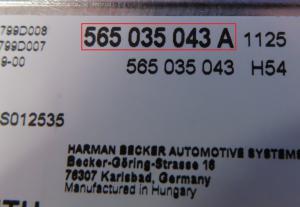 799D008
799D007
9-00
565 035 043 A 1125
565 035 043 H54
S012535
HARMAN BECKER AUTOMOTIVE SYSTEMS
Becker-Göring-Strasse 16
76307 Karlsbad, Germany
Manufactured in Hungary